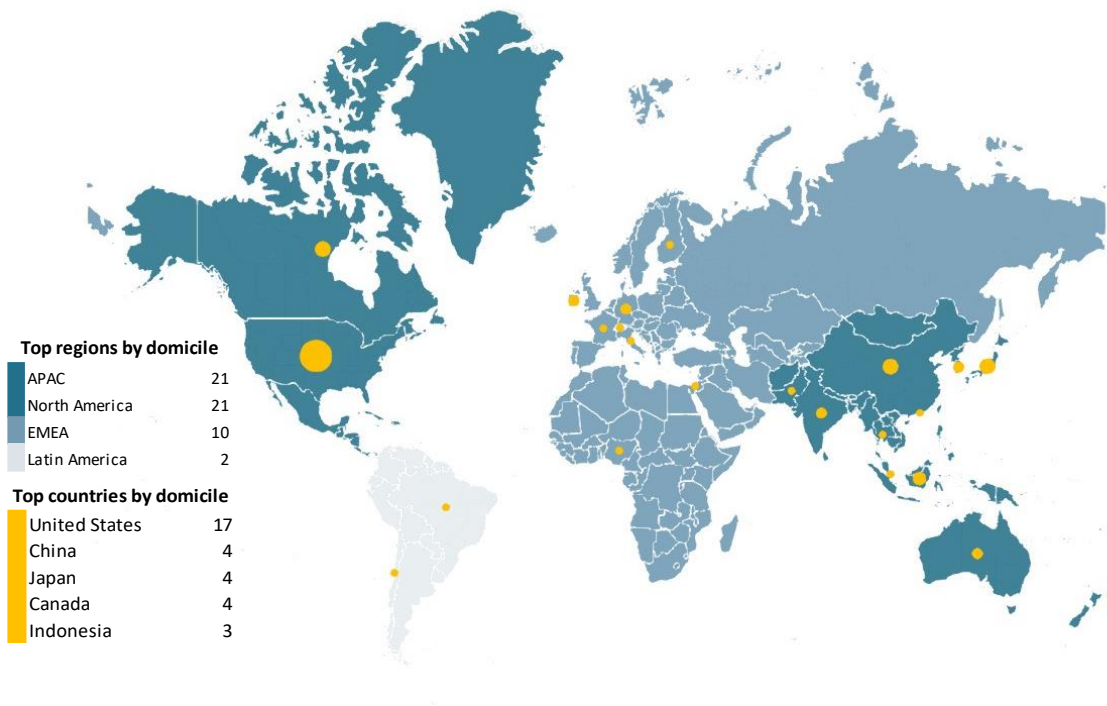 Top regions by domicile
APAC 21
North America 21
EMEA 10
Latin America 2
Top countries by domicile
United States 17
China 4
Japan 4
Canada 4
Indonesia 3